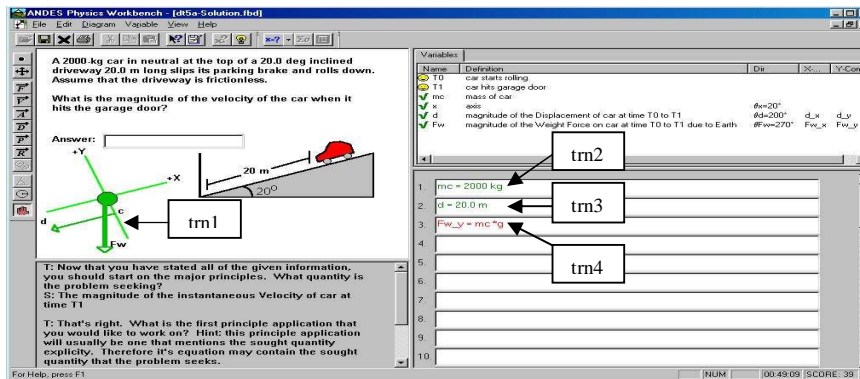 ANDES Physics Workbench - [dt5a-Solution.fbd]
File Edit Diagram Variable View Help
x=?
A 2000-kg car in neutral at the top of a 20.0 deg inclined
driveway 20.0 m long slips its parking brake and rolls down.
Assume that the driveway is frictionless.
What is the magnitude of the velocity of the car when it
hits the garage door?
Answer:
+Y
+X
d
c
Fw
20 m
20°
trn1
T: Now that you have stated all of the given information,
you should start on the major principles. What quantity is
the problem seeking?
S: The magnitude of the instantaneous Velocity of car at
time T1
T: That's right. What is the first principle application that
you would like to work on? Hint: this principle application
will usually be one that mentions the sought quantity
explicity. Therefore it's equation may contain the sought
quantity that the problem seeks.
Variables
Name Definition Dir X-... Y-Con
T0 car starts rolling
T1 car hits garage door
mc mass of car
x axis θx=20°
d magnitude of the Displacement of car at time T0 to T1 θd=200° d_x d_y
Fw magnitude of the Weight Force on car at time T0 to T1 due to Earth θFw=270° Fw_x Fw_y
1. mc = 2000 kg
trn2
2. d = 20.0 m
trn3
3. Fw_y = mc *g
trn4
4.
5.
6.
7.
8.
9.
10.
For Help, press F1
NUM 00:49:09 SCORE: 39